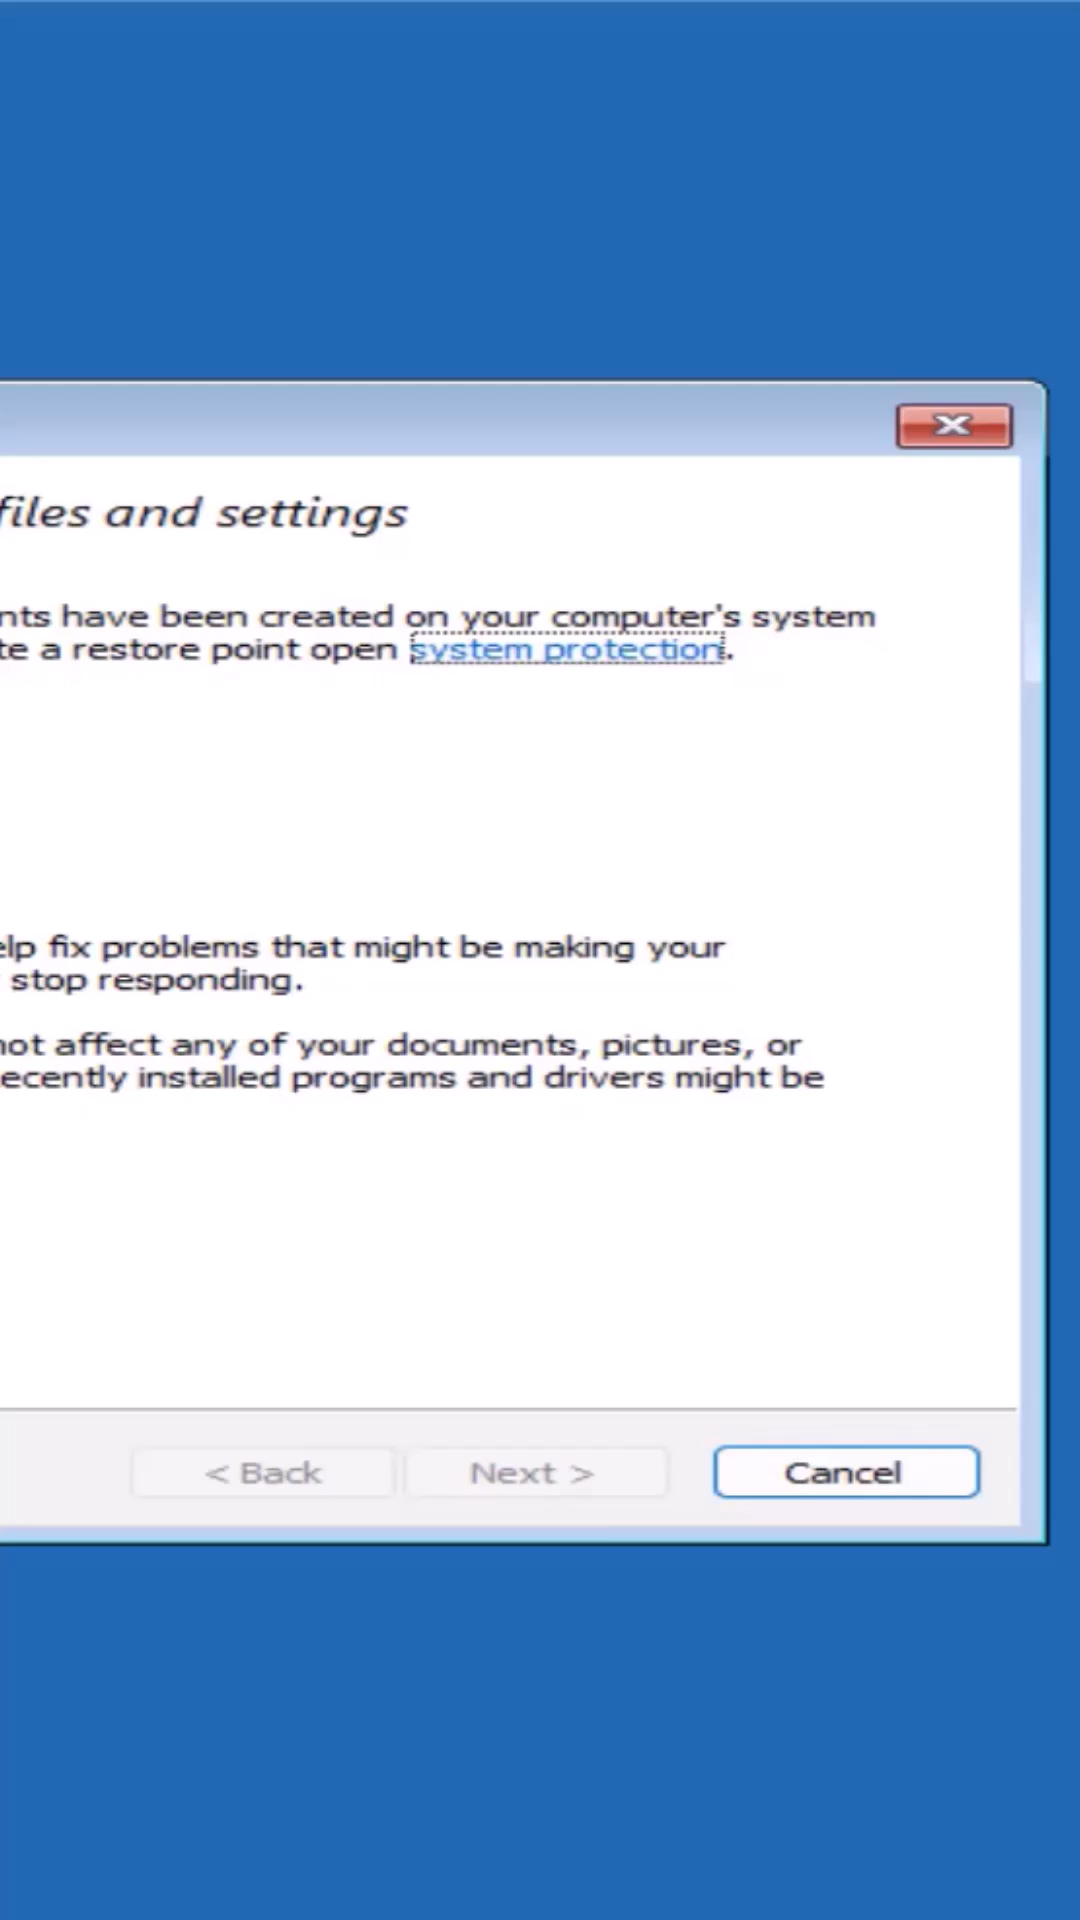 files and settings
nts have been created on your computer's system
te a restore point open system protection.
elp fix problems that might be making your
stop responding.
not affect any of your documents, pictures, or
ecently installed programs and drivers might be
< Back Next > Cancel